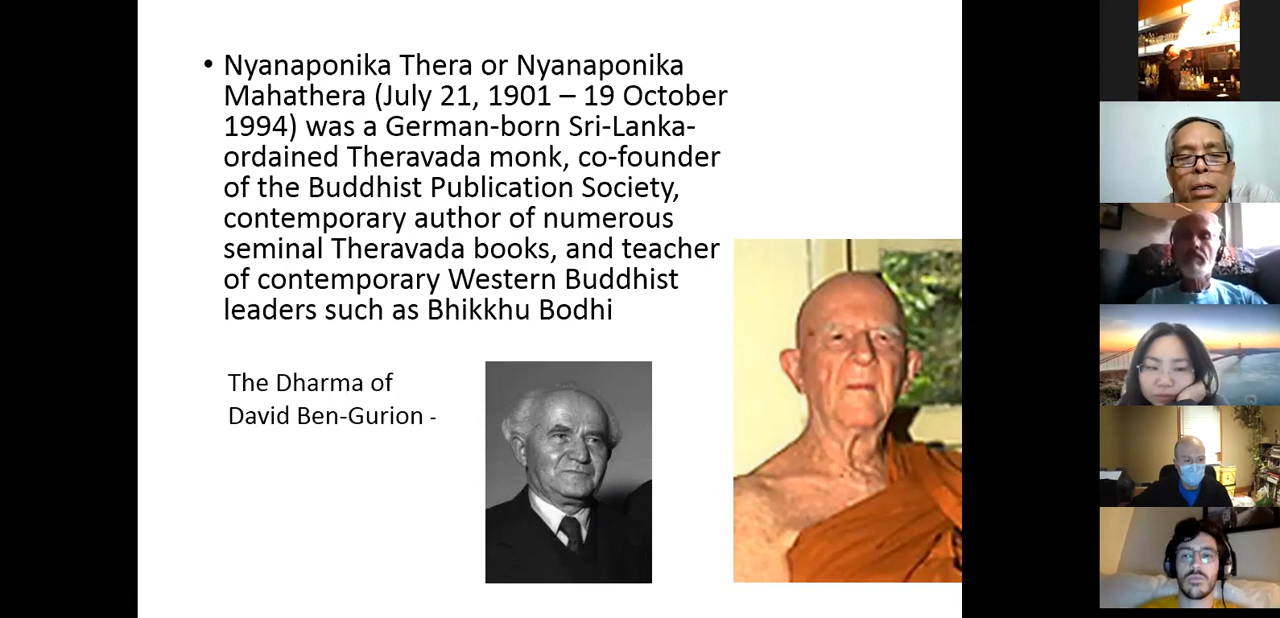 • Nyanaponika Thera or Nyanaponika
Mahathera (July 21, 1901 – 19 October
1994) was a German-born Sri-Lanka-
ordained Theravada monk, co-founder
of the Buddhist Publication Society,
contemporary author of numerous
seminal Theravada books, and teacher
of contemporary Western Buddhist
leaders such as Bhikkhu Bodhi
The Dharma of
David Ben-Gurion -